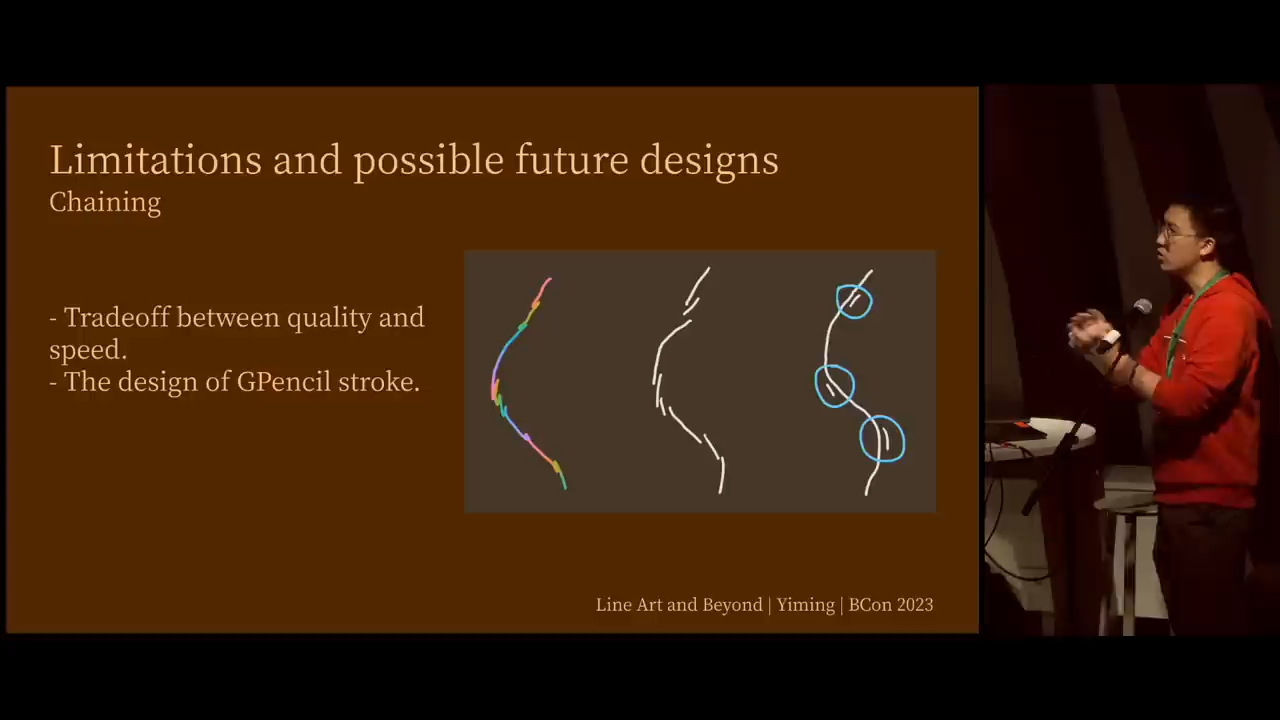 Limitations and possible future designs
Chaining
- Tradeoff between quality and
speed.
- The design of GPencil stroke.
Line Art and Beyond | Yiming | BCon 2023